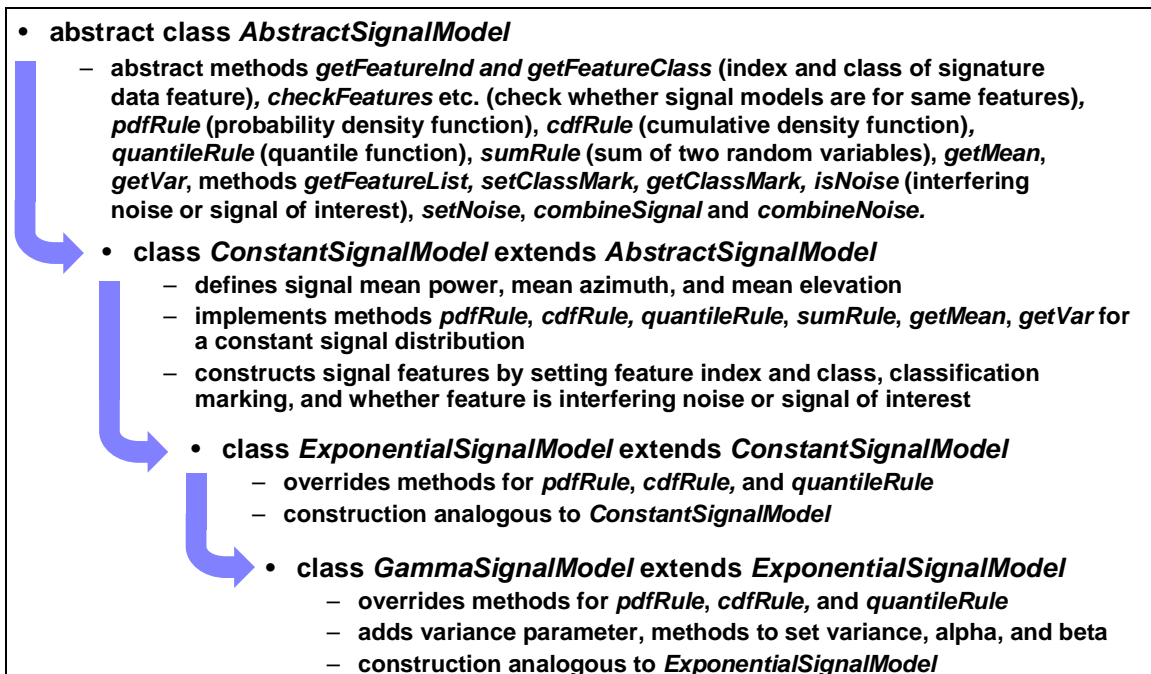 • abstract class AbstractSignalModel
– abstract methods getFeatureInd and getFeatureClass (index and class of signature
data feature), checkFeatures etc. (check whether signal models are for same features),
pdfRule (probability density function), cdfRule (cumulative density function),
quantileRule (quantile function), sumRule (sum of two random variables), getMean,
getVar, methods getFeatureList, setClassMark, getClassMark, isNoise (interfering
noise or signal of interest), setNoise, combineSignal and combineNoise.
• class ConstantSignalModel extends AbstractSignalModel
– defines signal mean power, mean azimuth, and mean elevation
– implements methods pdfRule, cdfRule, quantileRule, sumRule, getMean, getVar for
a constant signal distribution
– constructs signal features by setting feature index and class, classification
marking, and whether feature is interfering noise or signal of interest
• class ExponentialSignalModel extends ConstantSignalModel
– overrides methods for pdfRule, cdfRule, and quantileRule
– construction analogous to ConstantSignalModel
• class GammaSignalModel extends ExponentialSignalModel
– overrides methods for pdfRule, cdfRule, and quantileRule
– adds variance parameter, methods to set variance, alpha, and beta
– construction analogous to ExponentialSignalModel